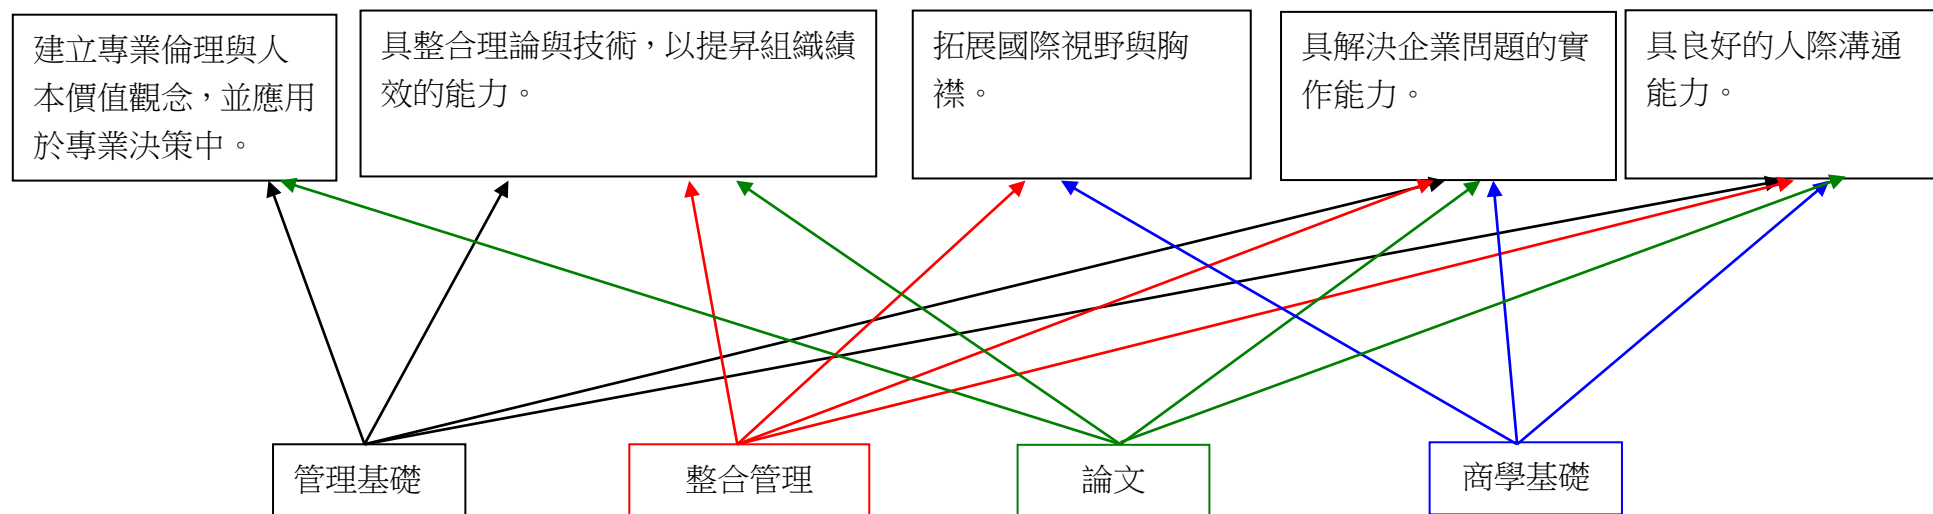 建立專業倫理與人
本價值觀念，並應用
於專業決策中。
具整合理論與技術，以提昇組織績
效的能力。
拓展國際視野與胸
襟。
具解決企業問題的實
作能力。
具良好的人際溝通
能力。
管理基礎
整合管理
論文
商學基礎